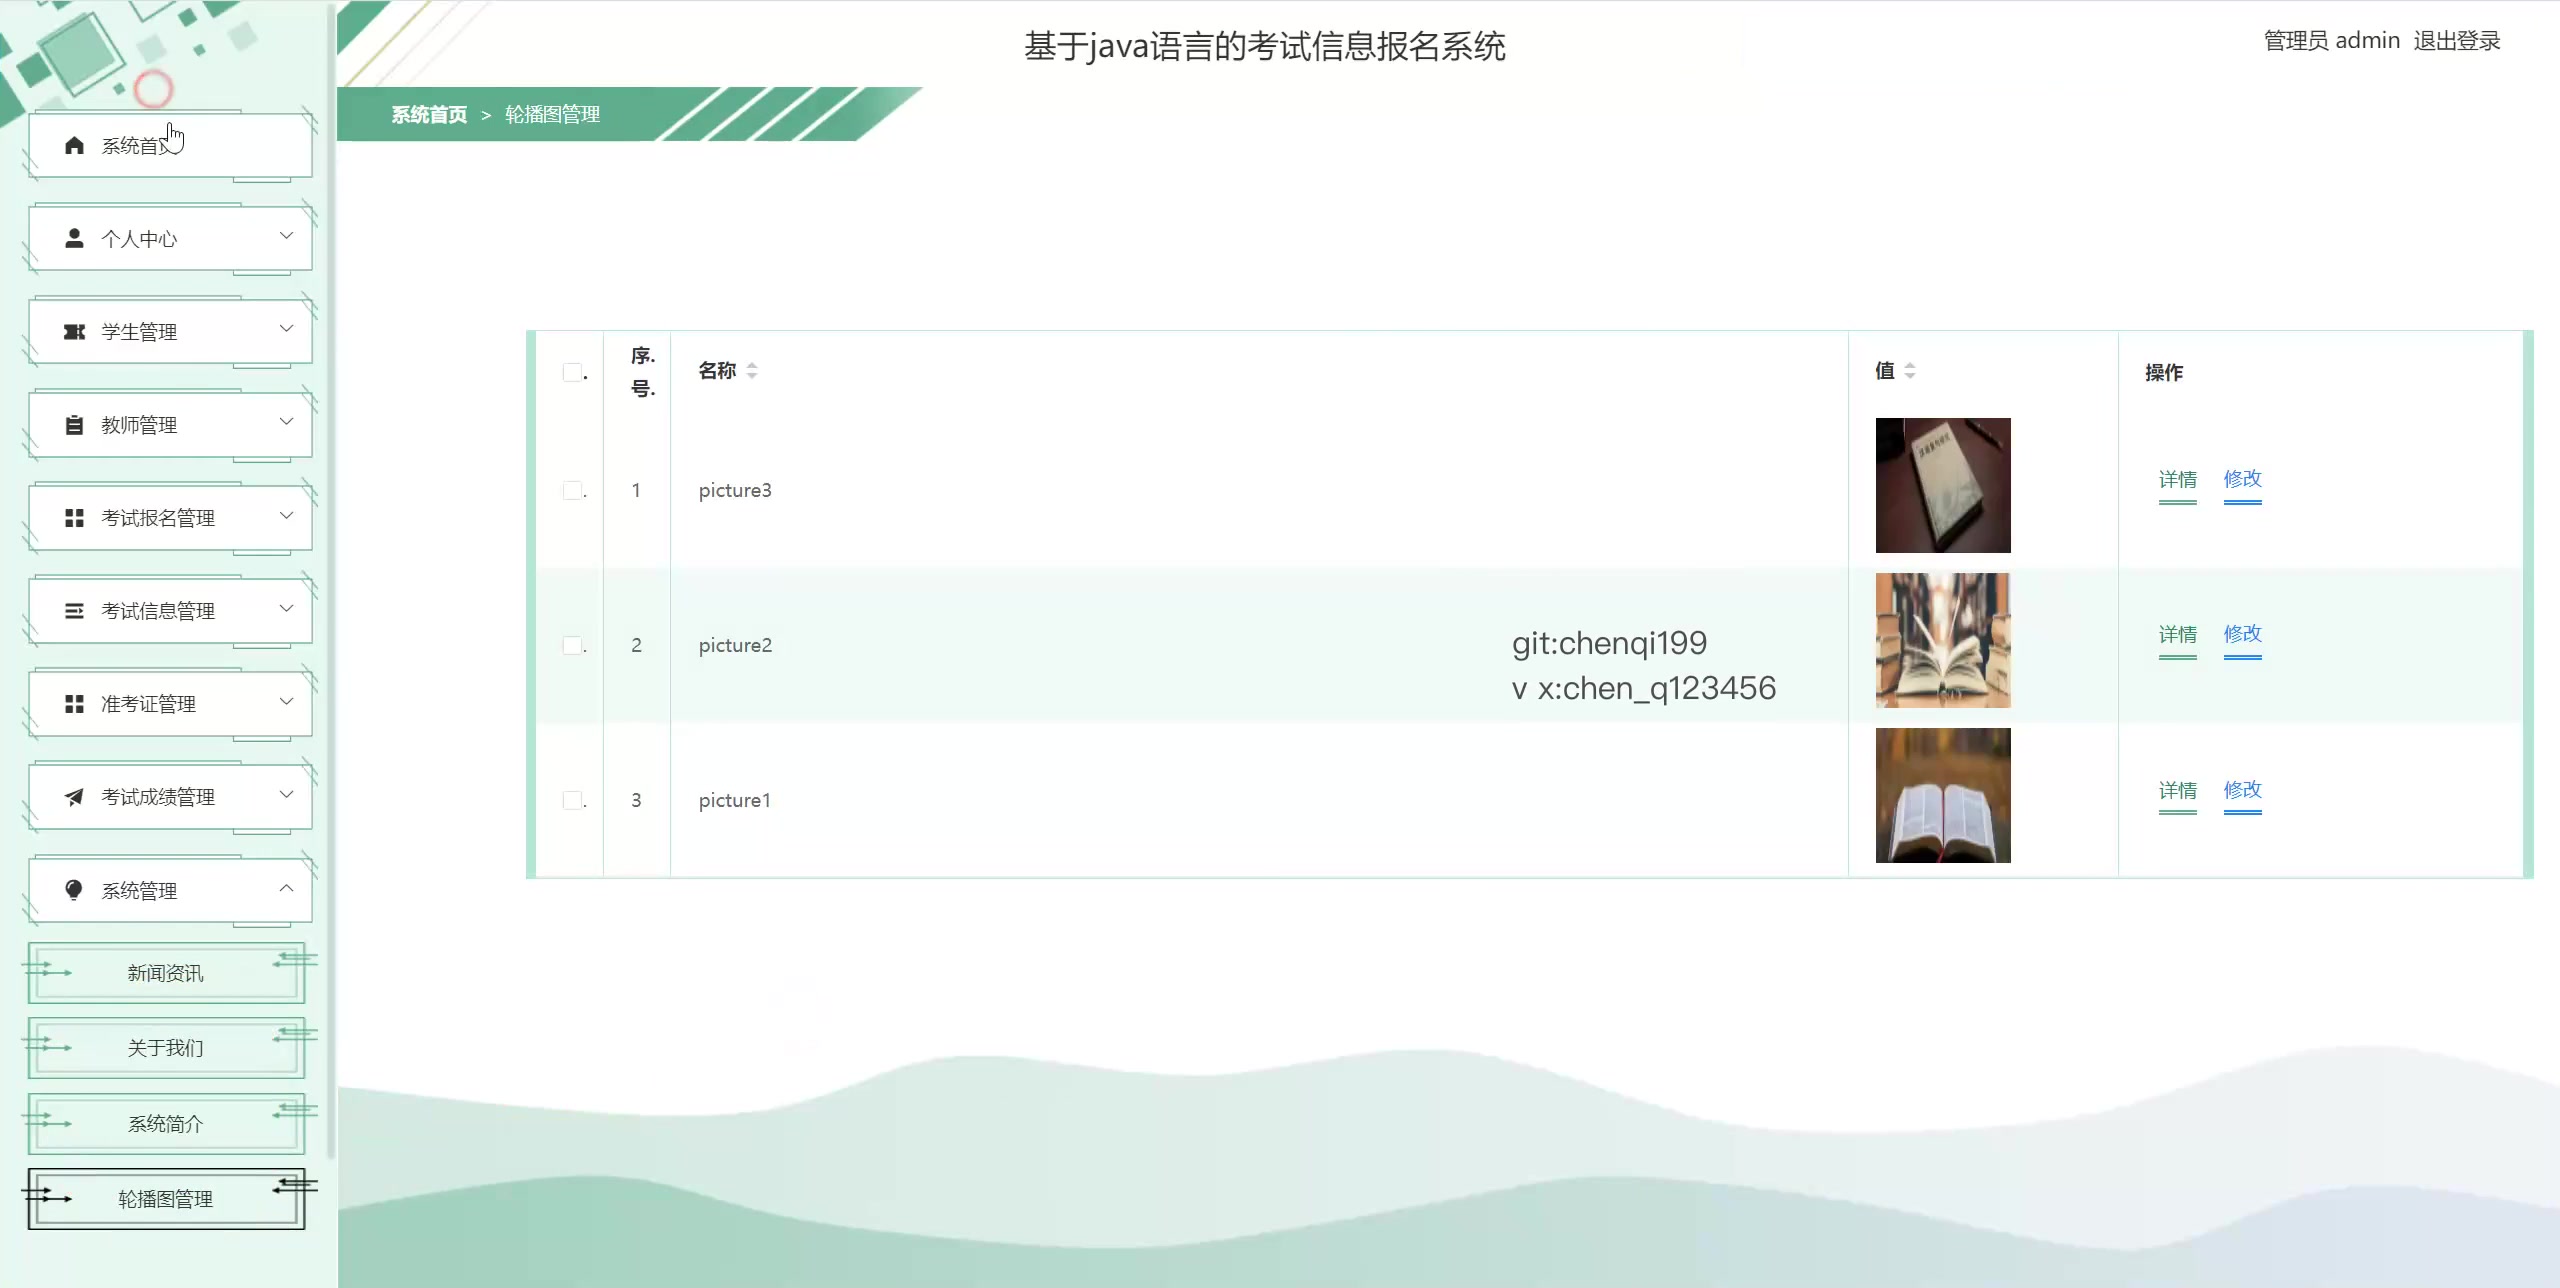 基于java语言的考试信息报名系统
管理员 admin 退出登录
系统首页 > 轮播图管理
系统首页
个人中心
学生管理
教师管理
考试报名管理
考试信息管理
准考证管理
考试成绩管理
系统管理
新闻资讯
关于我们
系统简介
轮播图管理
序. 名称 值 操作
号.
1 picture3 详情 修改
2 picture2 详情 修改
git:chenqi199
v x:chen_q123456
3 picture1 详情 修改